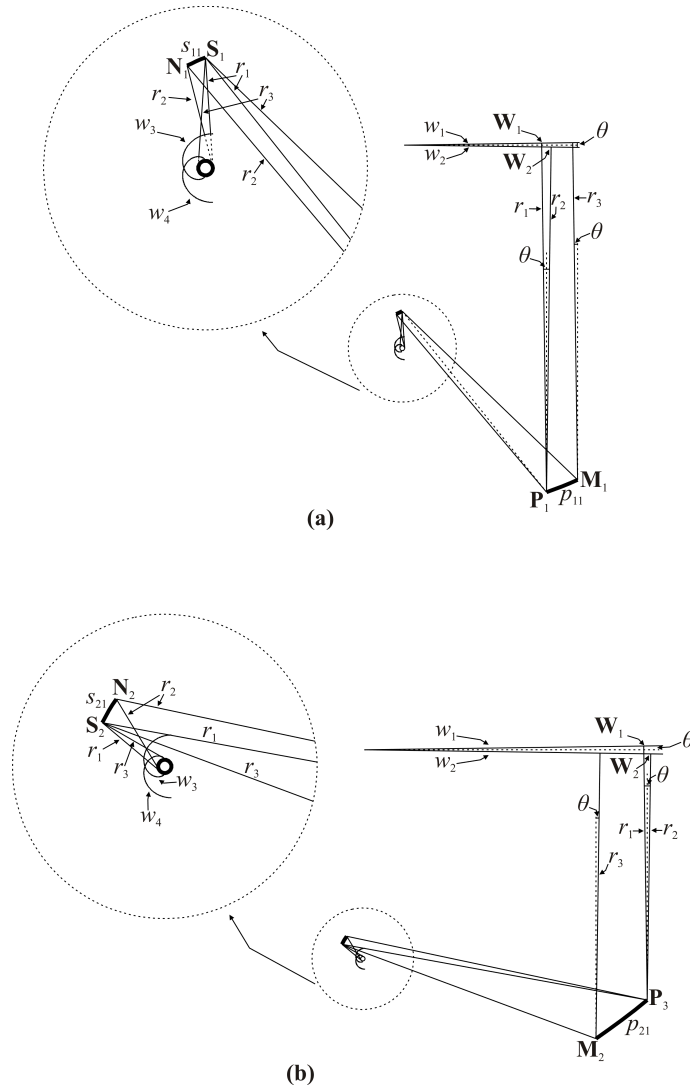 s₁₁ S₁
N₁ r₁
r₂ r₃
w₃
r₂
w₄
W₁
w₁ θ
w₂ W₂
r₁ r₂ r₃
θ
θ
M₁
P₁ p₁₁
(a)
N₂
s₂₁ r₂
S₂
r₁ r₁
r₃ r₃
w₃
w₄
W₁
w₁ θ
w₂ W₂
θ
θ
r₁ r₂
r₃
P₃
p₂₁
M₂
(b)